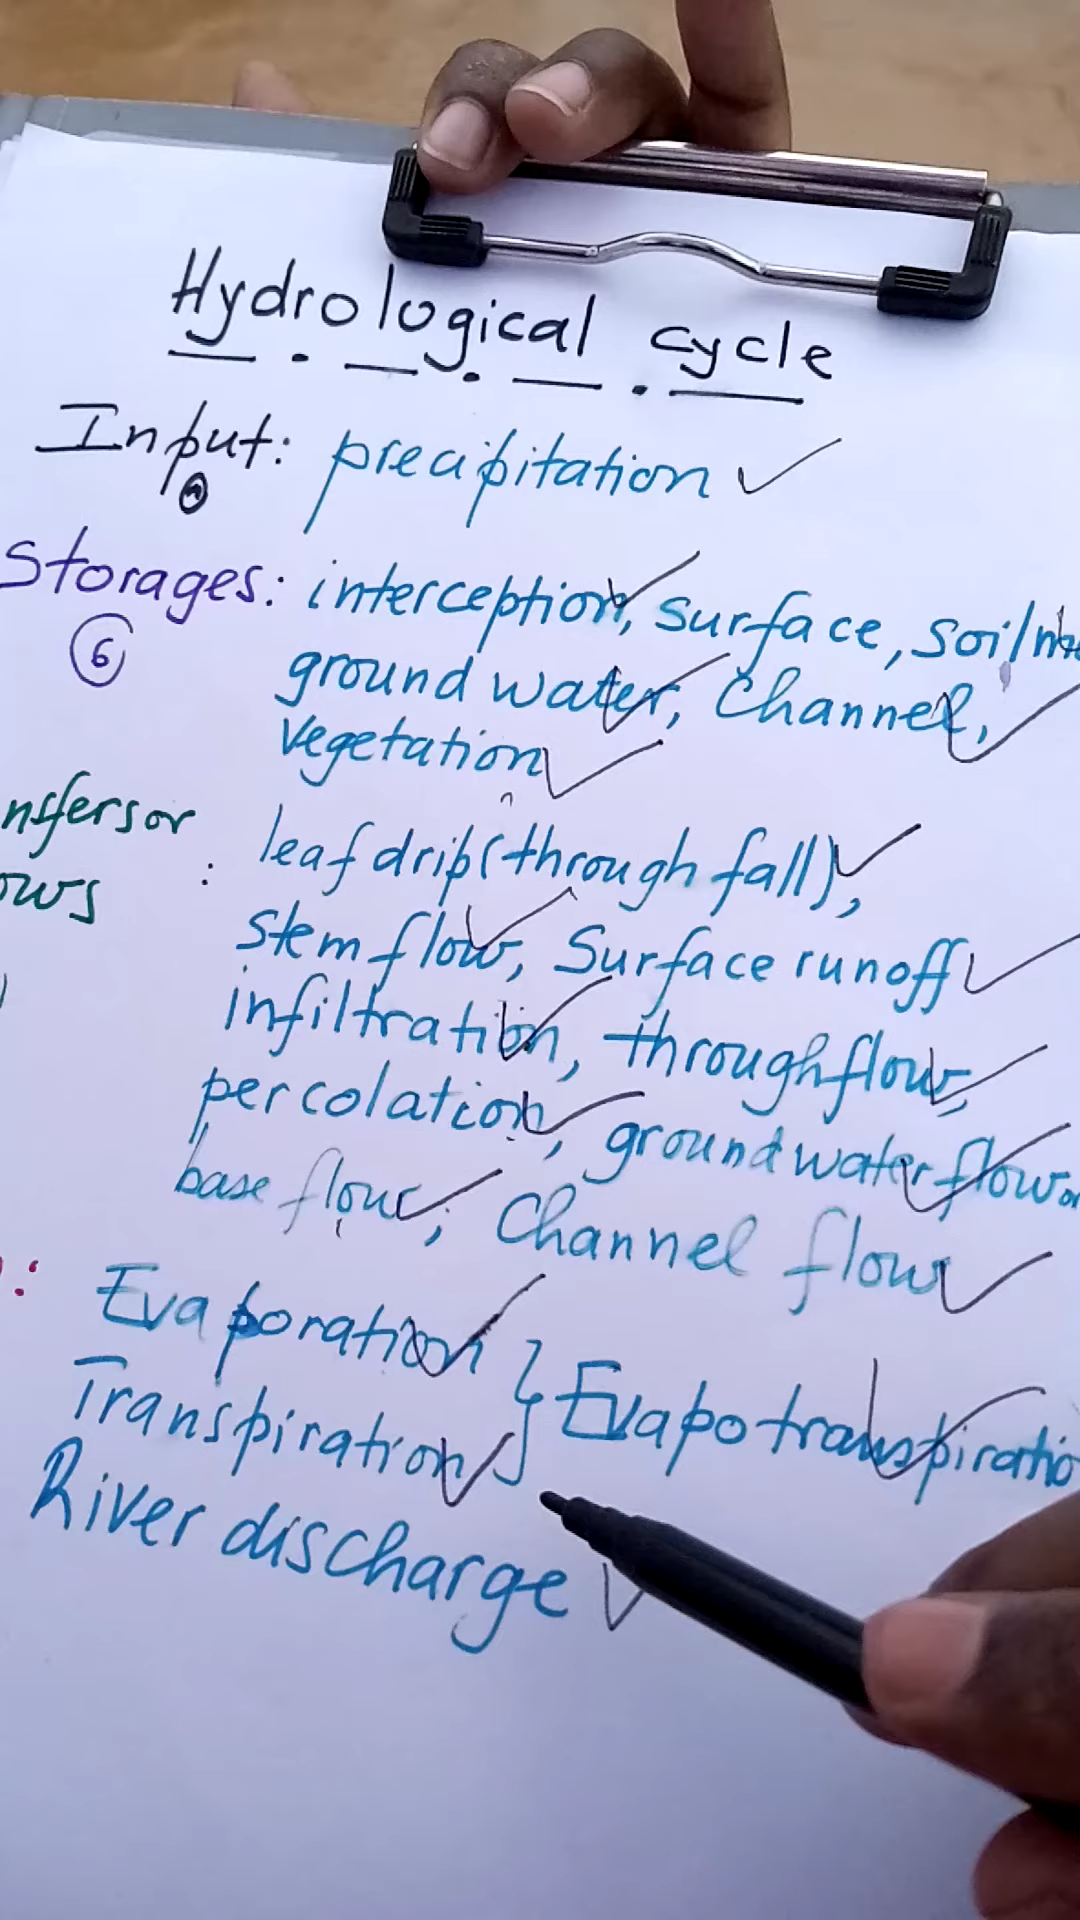 Hydrological cycle
Input: precipitation
Storages: interception, surface, soil
6
ground water, Channel,
vegetation
nsfersor : leaf drip (through fall),
ows
stem flow, Surface runoff
infiltration, throughflow,
percolation, groundwater flow or
base flow, Channel flow
: Evaporation
Transpiration } Evapotranspiratio
River discharge